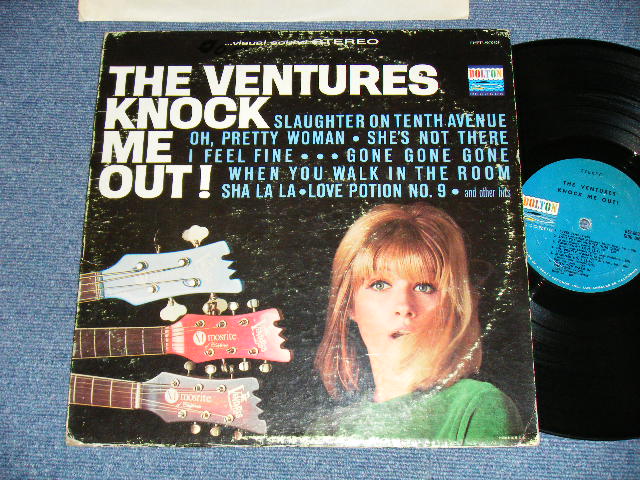 ...visual sound STEREO
DOLTON
RECORDS
THE VENTURES
KNOCK
ME
OUT!
SLAUGHTER ON TENTH AVENUE
OH, PRETTY WOMAN • SHE'S NOT THERE
I FEEL FINE • • • GONE GONE GONE
WHEN YOU WALK IN THE ROOM
SHA LA LA • LOVE POTION NO. 9 • and other hits
mosrite
mosrite
DOLTON
STEREO
THE VENTURES
KNOCK ME OUT!